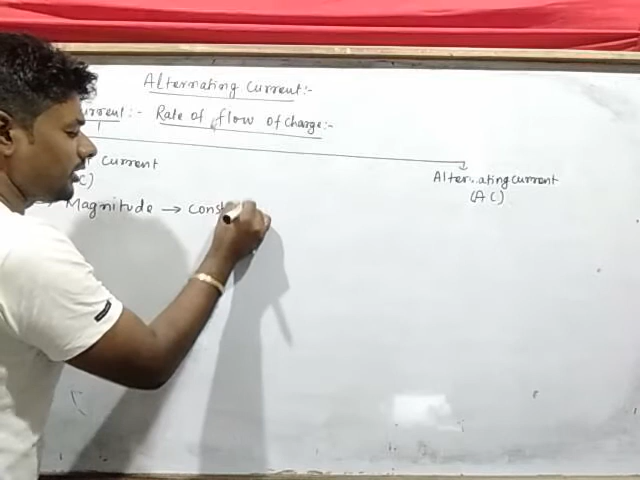 Alternating Current:-
Current:- Rate of flow of charge:-
Current
Alternating current
(AC)
Magnitude → const